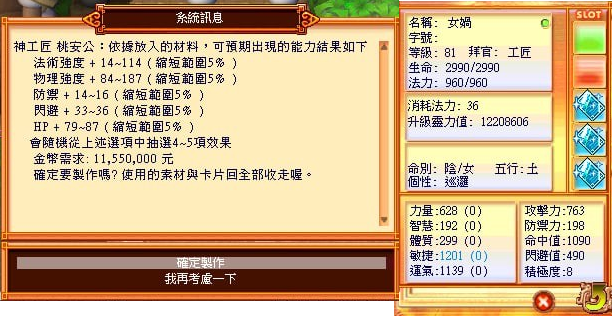 系統訊息
神工匠 桃安公：依據放入的材料，可預期出現的能力結果如下
法術強度 + 14~114 ( 縮短範圍5% )
物理強度 + 84~187 ( 縮短範圍5% )
防禦 + 14~16 ( 縮短範圍5% )
閃避 + 33~36 ( 縮短範圍5% )
HP + 79~87 ( 縮短範圍5% )
會隨機從上述選項中抽選4~5項效果
金幣需求: 11,550,000 元
確定要製作嗎? 使用的素材與卡片回全部收走喔。
確定製作
我再考慮一下
名稱: 女媧
字號:
等級: 81 拜官: 工匠
生命: 2990/2990
法力: 960/960
消耗法力: 36
升級靈力值: 12208606
命別: 陰/女 五行: 土
個性: 巡邏
力量:628 (0)
智慧:192 (0)
體質:299 (0)
敏捷:1201 (0)
運氣:1139 (0)
攻擊力:763
防禦力:198
命中值:1090
閃避值:490
積極度:8
SLOT